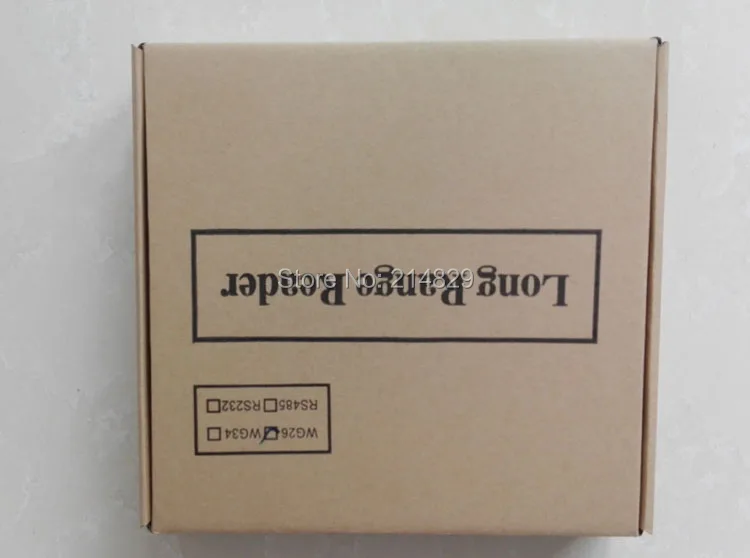 Long Range Reader
WG26☑WG34☐
RS485☐RS232☐
Store No: 214829